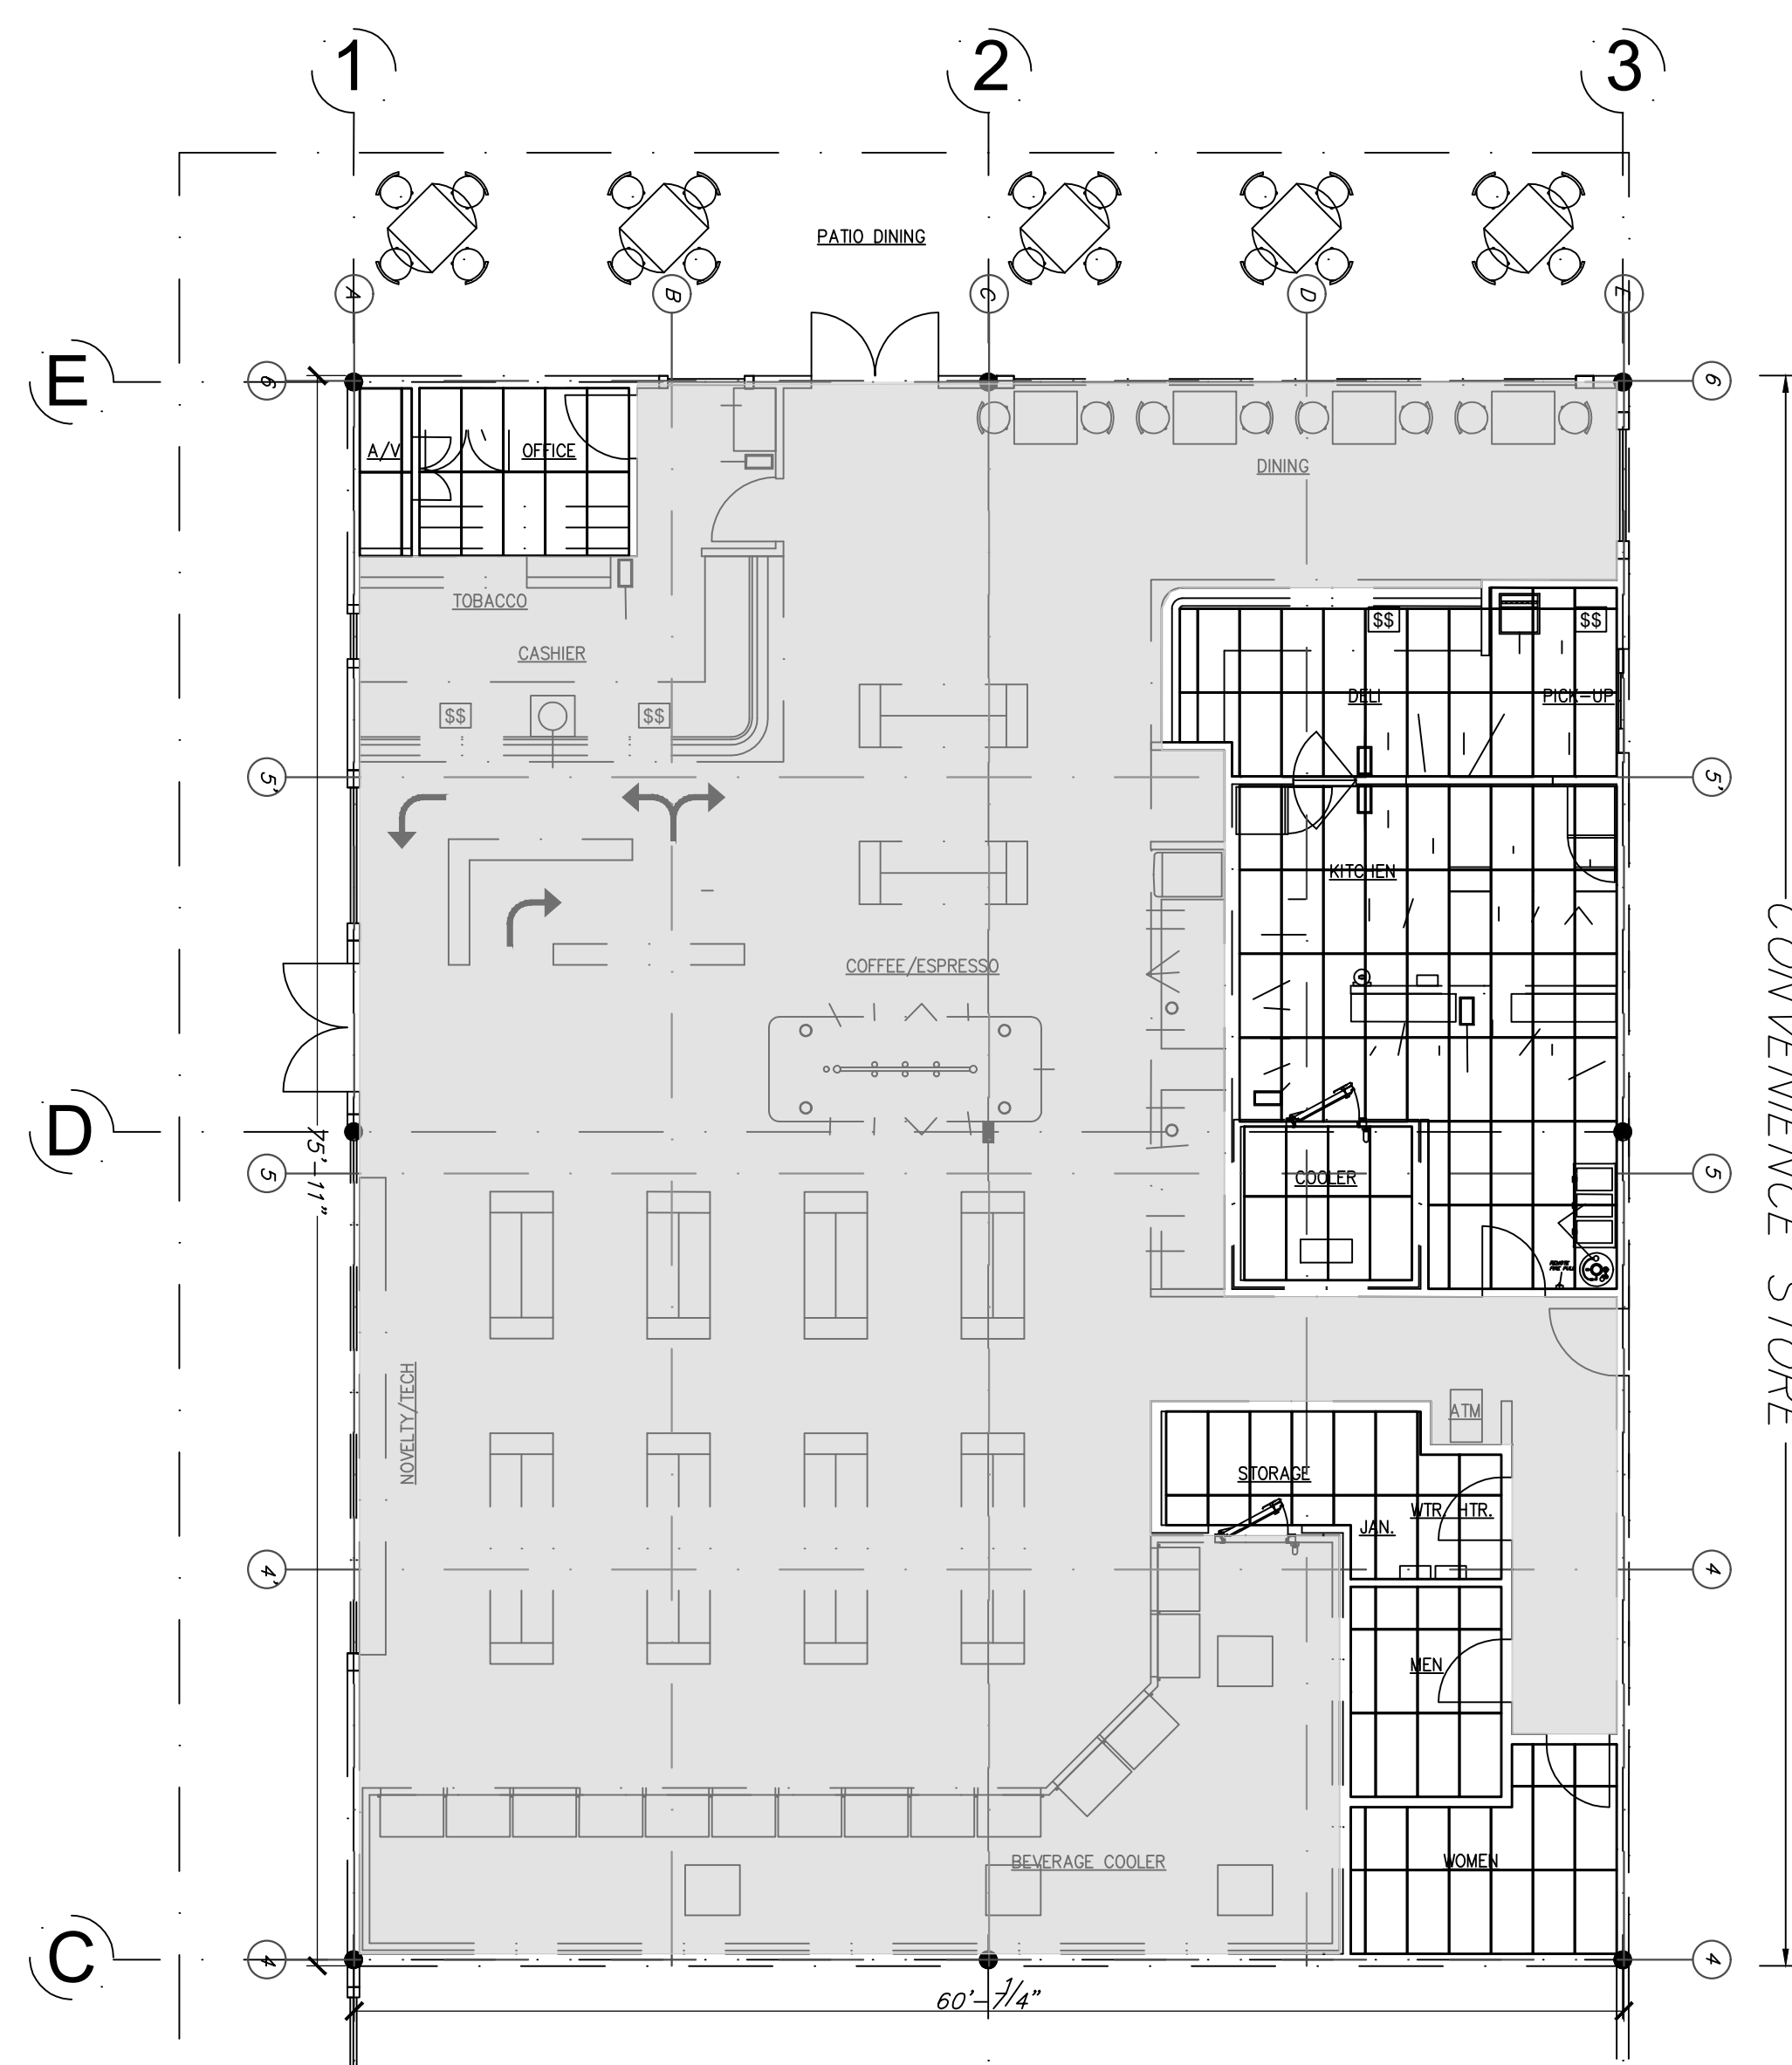 1 2 3
PATIO DINING
A B C D E
E 6 6
A/V OFFICE
DINING
TOBACCO
$$ $$
CASHIER
DELI PICK-UP
$$ $$
5' 5'
KITCHEN
COFFEE/ESPRESSO
CONVENIENCE STORE
D
75'-11"
5 5
COOLER
NOVELTY/TECH
ATM
STORAGE
WTR. HTR.
JAN.
4' 4
MEN
BEVERAGE COOLER
WOMEN
C 4 4
60'-7/4"